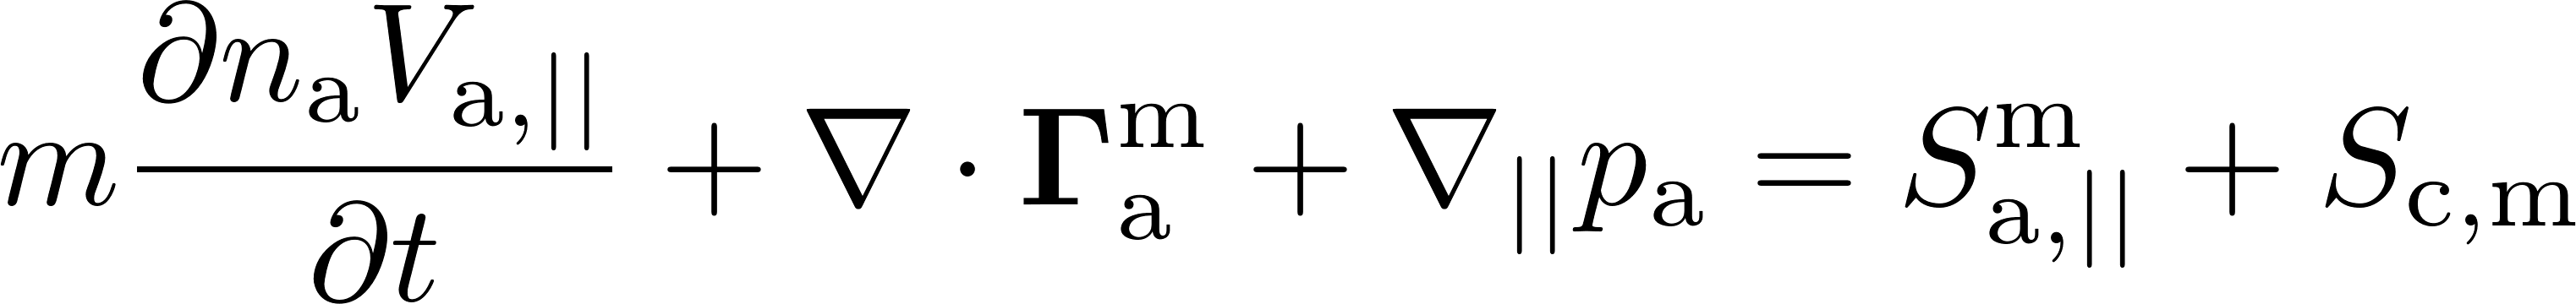 m \frac{\partial n_{\mathrm{a}} V_{\mathrm{a},||}}{\partial t} + \nabla \cdot \mathbf{\Gamma}_{\mathrm{a}}^{\mathrm{m}} + \nabla_{||} p_{\mathrm{a}} = S_{\mathrm{a},||}^{\mathrm{m}} + S_{\mathrm{c,m}}